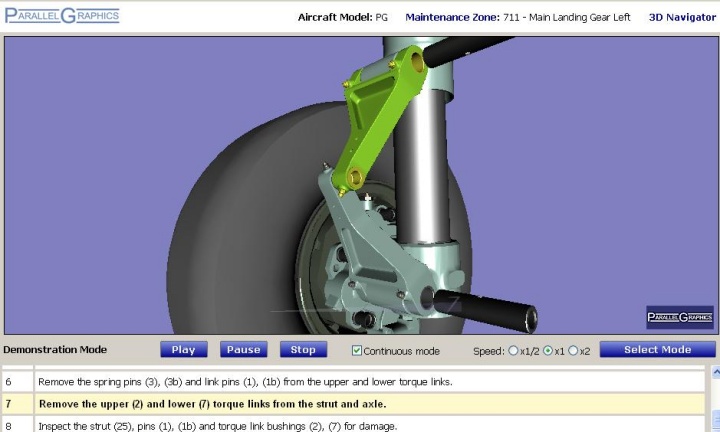 PARALLELGRAPHICS Aircraft Model: PG Maintenance Zone: 711 - Main Landing Gear Left 3D Navigator
7
PARALLELGRAPHICS
Demonstration Mode Play Pause Stop Continuous mode Speed: x1/2 x1 x2 Select Mode
6 Remove the spring pins (3), (3b) and link pins (1), (1b) from the upper and lower torque links.
7 Remove the upper (2) and lower (7) torque links from the strut and axle.
8 Inspect the strut (25), pins (1), (1b) and torque link bushings (2), (7) for damage.